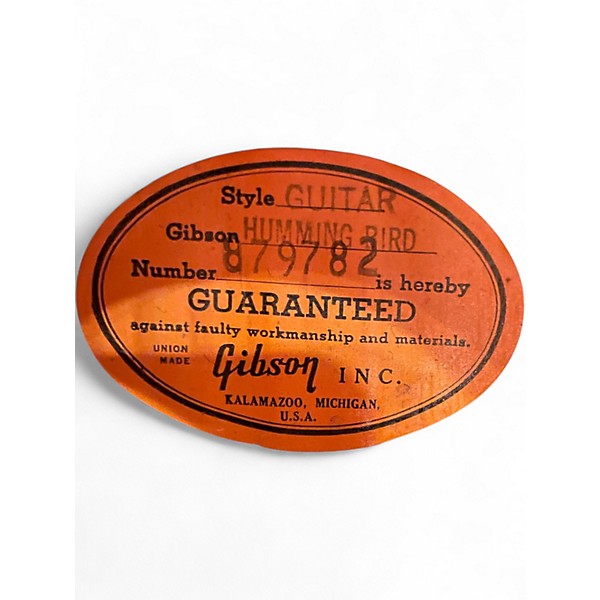 Style GUITAR
Gibson HUMMING BIRD
Number 879782 is hereby
GUARANTEED
against faulty workmanship and materials.
UNION MADE Gibson INC.
KALAMAZOO, MICHIGAN,
U.S.A.